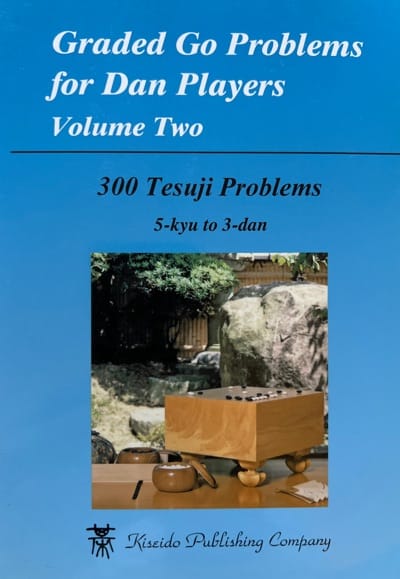 Graded Go Problems
for Dan Players
Volume Two
300 Tesuji Problems
5-kyu to 3-dan
Kiseido Publishing Company